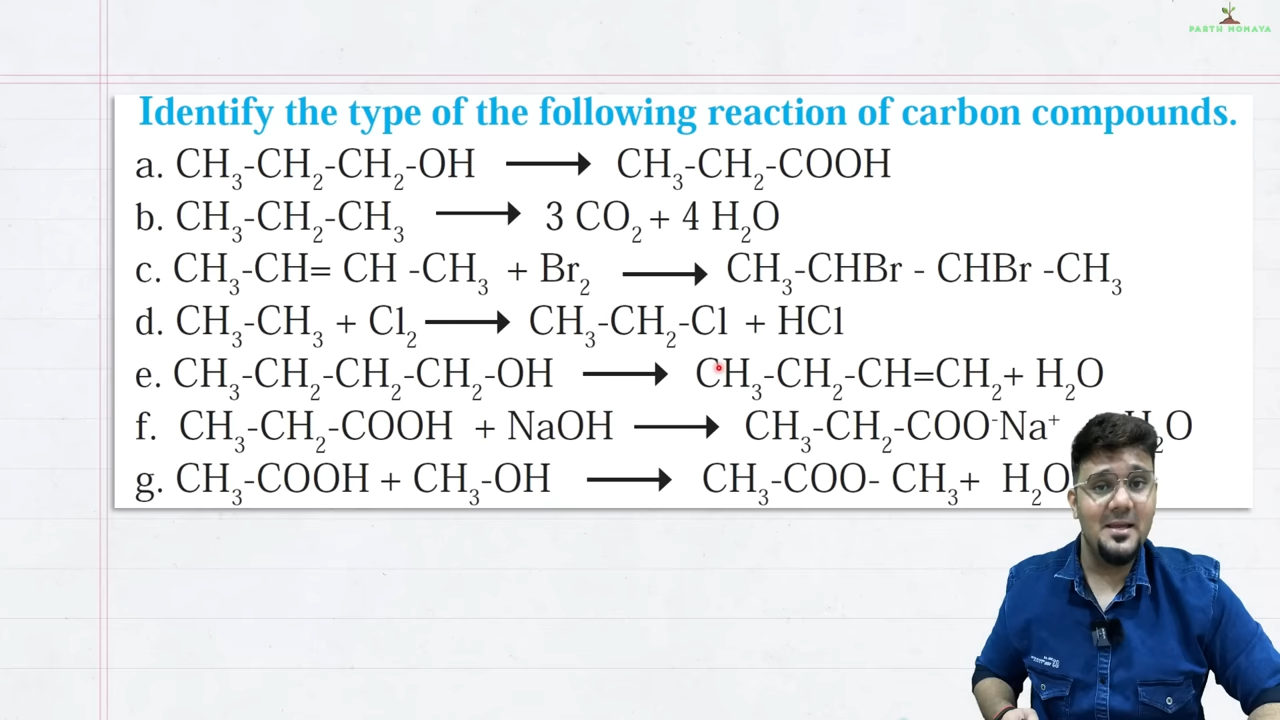 PARTH MOMAYA
Identify the type of the following reaction of carbon compounds.
a. CH₃-CH₂-CH₂-OH ⟶ CH₃-CH₂-COOH
b. CH₃-CH₂-CH₃ ⟶ 3 CO₂ + 4 H₂O
c. CH₃-CH= CH -CH₃ + Br₂ ⟶ CH₃-CHBr - CHBr -CH₃
d. CH₃-CH₃ + Cl₂ ⟶ CH₃-CH₂-Cl + HCl
e. CH₃-CH₂-CH₂-CH₂-OH ⟶ CH₃-CH₂-CH=CH₂+ H₂O
f. CH₃-CH₂-COOH + NaOH ⟶ CH₃-CH₂-COO⁻Na⁺ H₂O
g. CH₃-COOH + CH₃-OH ⟶ CH₃-COO- CH₃+ H₂O